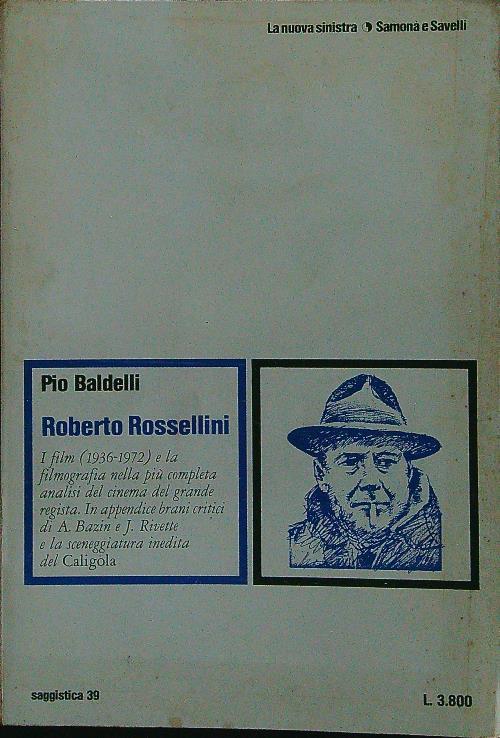 La nuova sinistra Samonà e Savelli
Pio Baldelli
Roberto Rossellini
I film (1936-1972) e la
filmografia nella più completa
analisi del cinema del grande
regista. In appendice brani critici
di A. Bazin e J. Rivette
e la sceneggiatura inedita
del Caligola
saggistica 39
L. 3.800